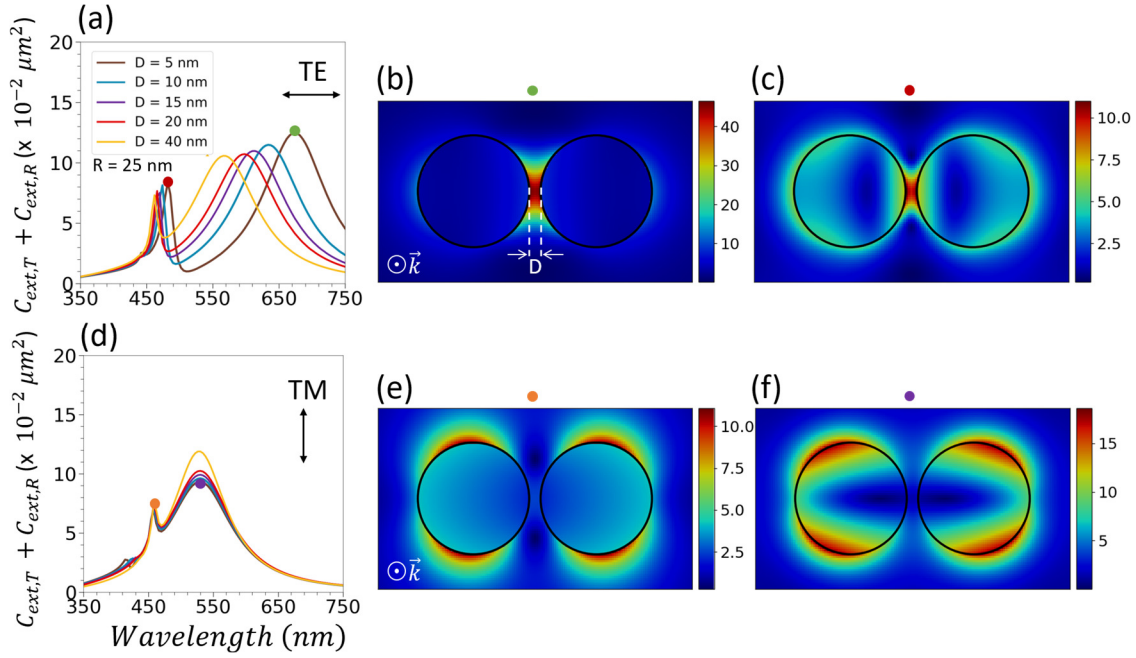 (a)
C_{ext,T} + C_{ext,R} (x 10^{-2} μm^2)
20
15
10
5
0
D = 5 nm
D = 10 nm
D = 15 nm
D = 20 nm
D = 40 nm
R = 25 nm
TE
350 450 550 650 750
(b)
D
⊙k⃗
40
30
20
10
(c)
10.0
7.5
5.0
2.5
(d)
C_{ext,T} + C_{ext,R} (x 10^{-2} μm^2)
20
15
10
5
0
TM
350 450 550 650 750
Wavelength (nm)
(e)
⊙k⃗
10.0
7.5
5.0
2.5
(f)
15
10
5